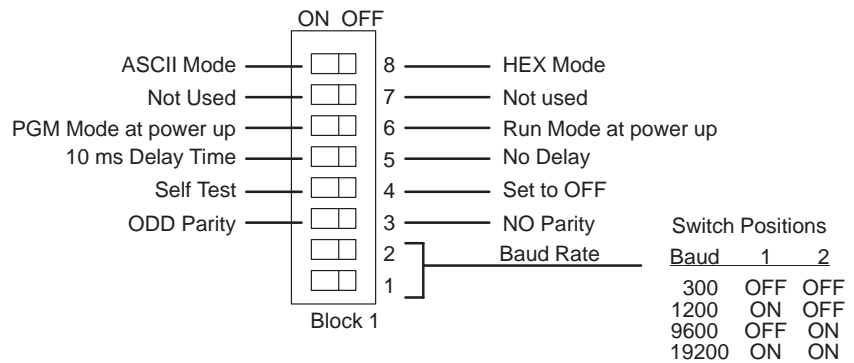 ON OFF
ASCII Mode 8 HEX Mode
Not Used 7 Not used
PGM Mode at power up 6 Run Mode at power up
10 ms Delay Time 5 No Delay
Self Test 4 Set to OFF
ODD Parity 3 NO Parity
2 Baud Rate
1
Block 1
Switch Positions
Baud 1 2
300 OFF OFF
1200 ON OFF
9600 OFF ON
19200 ON ON